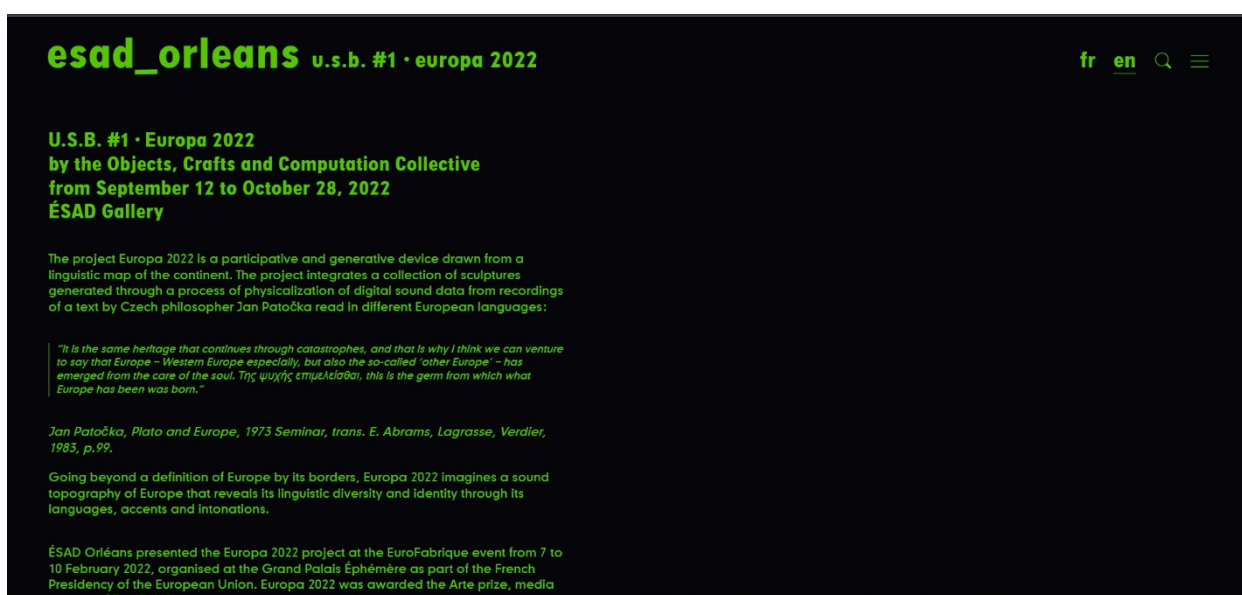 esad_orleans u.s.b. #1 · europa 2022
fr en
U.S.B. #1 · Europa 2022
by the Objects, Crafts and Computation Collective
from September 12 to October 28, 2022
ÉSAD Gallery
The project Europa 2022 is a participative and generative device drawn from a
linguistic map of the continent. The project integrates a collection of sculptures
generated through a process of physicalization of digital sound data from recordings
of a text by Czech philosopher Jan Patočka read in different European languages:
"It is the same heritage that continues through catastrophes, and that is why I think we can venture
to say that Europe – Western Europe especially, but also the so-called 'other Europe' – has
emerged from the care of the soul. Της ψυχής επιμελείσθαι, this is the germ from which what
Europe has been was born."
Jan Patočka, Plato and Europe, 1973 Seminar, trans. E. Abrams, Lagrasse, Verdier,
1983, p.99.
Going beyond a definition of Europe by its borders, Europa 2022 imagines a sound
topography of Europe that reveals its linguistic diversity and identity through its
languages, accents and intonations.
ÉSAD Orléans presented the Europa 2022 project at the EuroFabrique event from 7 to
10 February 2022, organised at the Grand Palais Éphémère as part of the French
Presidency of the European Union. Europa 2022 was awarded the Arte prize, media